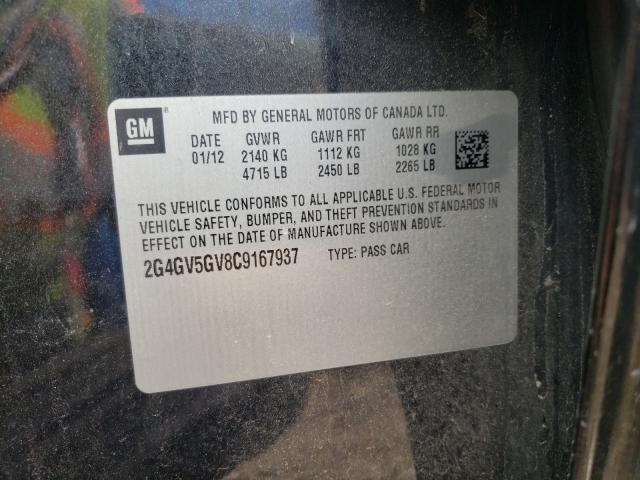 GM
MFD BY GENERAL MOTORS OF CANADA LTD.
DATE GVWR GAWR FRT GAWR RR
01/12 2140 KG 1112 KG 1028 KG
4715 LB 2450 LB 2265 LB
THIS VEHICLE CONFORMS TO ALL APPLICABLE U.S. FEDERAL MOTOR
VEHICLE SAFETY, BUMPER, AND THEFT PREVENTION STANDARDS IN
EFFECT ON THE DATE OF MANUFACTURE SHOWN ABOVE.
2G4GV5GV8C9167937 TYPE: PASS CAR